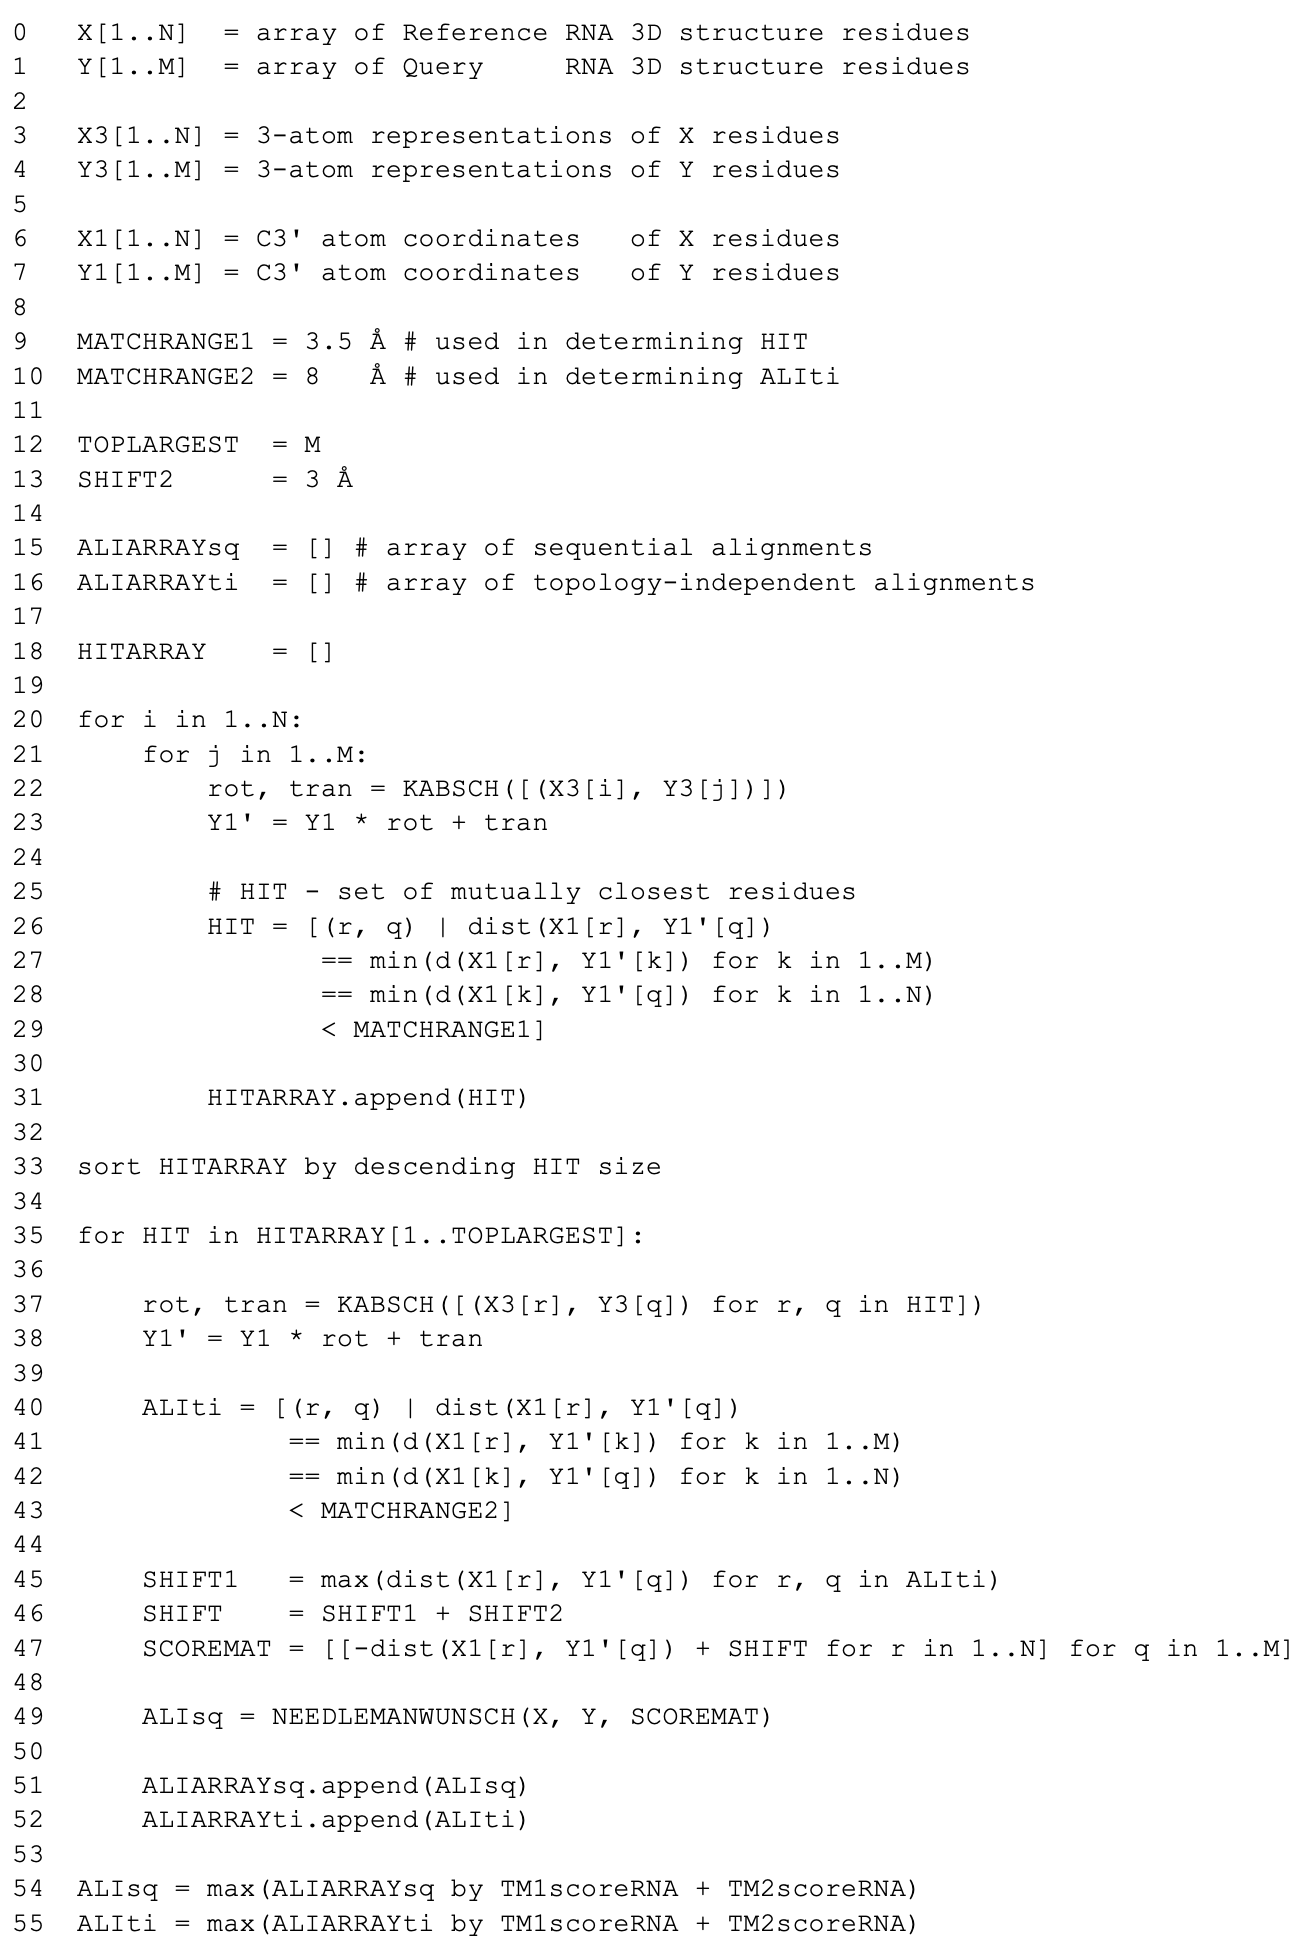 0   X[1..N]  = array of Reference RNA 3D structure residues
1   Y[1..M]  = array of Query     RNA 3D structure residues
2
3   X3[1..N] = 3-atom representations of X residues
4   Y3[1..M] = 3-atom representations of Y residues
5
6   X1[1..N] = C3' atom coordinates   of X residues
7   Y1[1..M] = C3' atom coordinates   of Y residues
8
9   MATCHRANGE1 = 3.5 Å # used in determining HIT
10  MATCHRANGE2 = 8   Å # used in determining ALIti
11
12  TOPLARGEST  = M
13  SHIFT2      = 3 Å
14
15  ALIARRAYsq  = [] # array of sequential alignments
16  ALIARRAYti  = [] # array of topology-independent alignments
17
18  HITARRAY    = []
19
20  for i in 1..N:
21      for j in 1..M:
22          rot, tran = KABSCH([(X3[i], Y3[j])])
23          Y1' = Y1 * rot + tran
24
25          # HIT - set of mutually closest residues
26          HIT = [(r, q) | dist(X1[r], Y1'[q])
27                 == min(d(X1[r], Y1'[k]) for k in 1..M)
28                 == min(d(X1[k], Y1'[q]) for k in 1..N)
29                 < MATCHRANGE1]
30
31          HITARRAY.append(HIT)
32
33  sort HITARRAY by descending HIT size
34
35  for HIT in HITARRAY[1..TOPLARGEST]:
36
37      rot, tran = KABSCH([(X3[r], Y3[q]) for r, q in HIT])
38      Y1' = Y1 * rot + tran
39
40      ALIti = [(r, q) | dist(X1[r], Y1'[q])
41               == min(d(X1[r], Y1'[k]) for k in 1..M)
42               == min(d(X1[k], Y1'[q]) for k in 1..N)
43               < MATCHRANGE2]
44
45      SHIFT1   = max(dist(X1[r], Y1'[q]) for r, q in ALIti)
46      SHIFT    = SHIFT1 + SHIFT2
47      SCOREMAT = [[-dist(X1[r], Y1'[q]) + SHIFT for r in 1..N] for q in 1..M]
48
49      ALIsq = NEEDLEMANWUNSCH(X, Y, SCOREMAT)
50
51      ALIARRAYsq.append(ALIsq)
52      ALIARRAYti.append(ALIti)
53
54  ALIsq = max(ALIARRAYsq by TM1scoreRNA + TM2scoreRNA)
55  ALIti = max(ALIARRAYti by TM1scoreRNA + TM2scoreRNA)